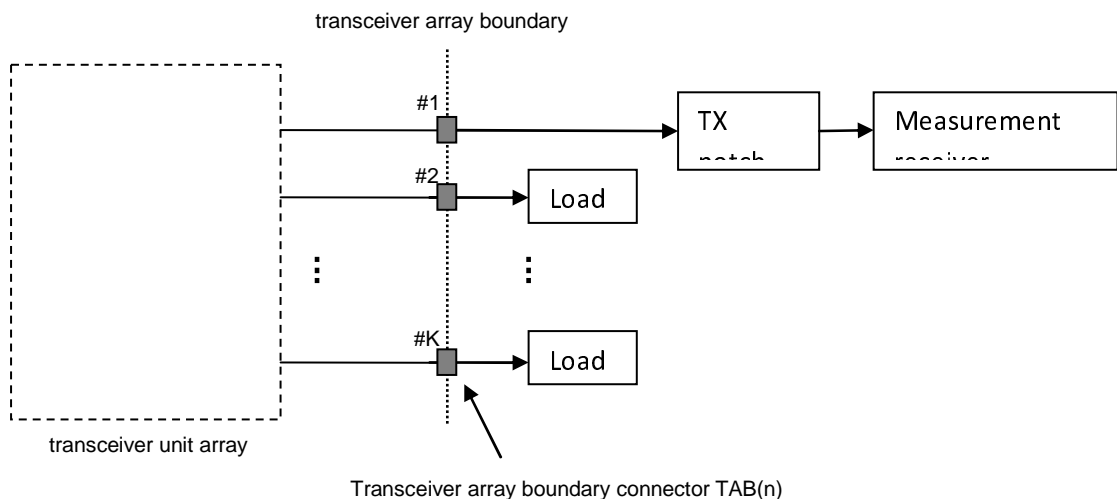 transceiver array boundary
#1
TX
Measurement
#2
Load
#K
Load
transceiver unit array
Transceiver array boundary connector TAB(n)